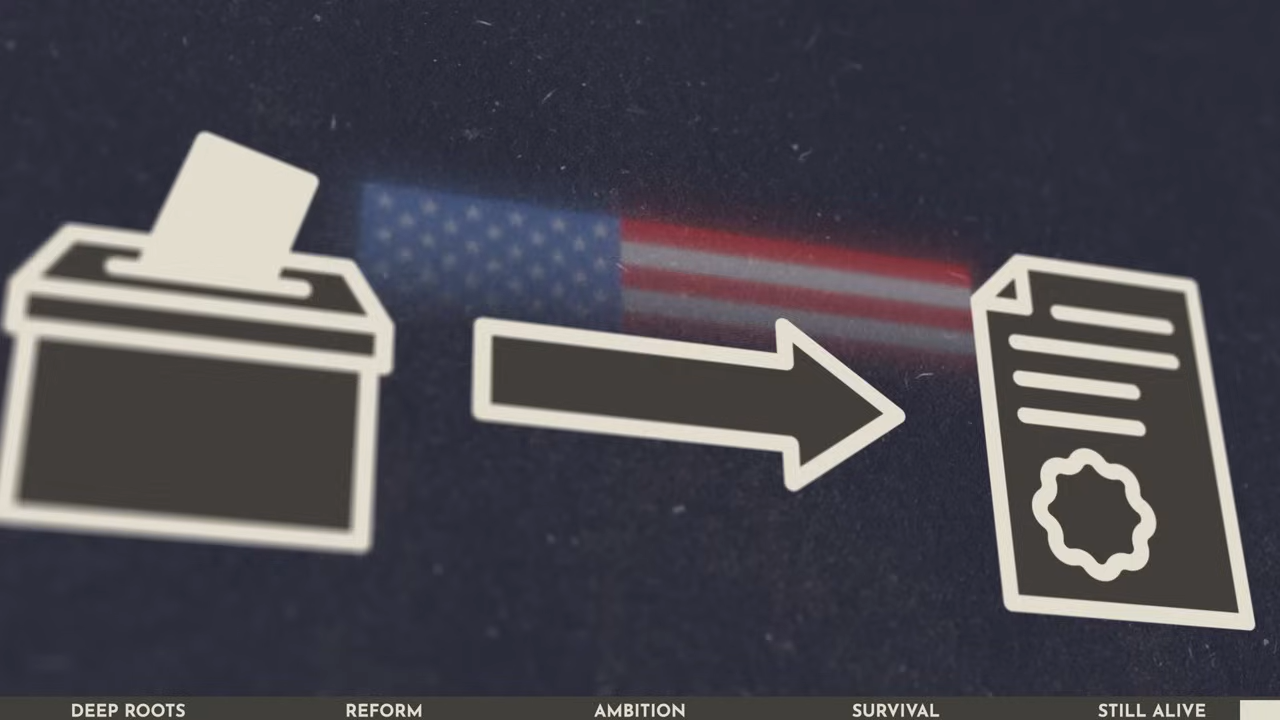 DEEP ROOTS
REFORM
AMBITION
SURVIVAL
STILL ALIVE